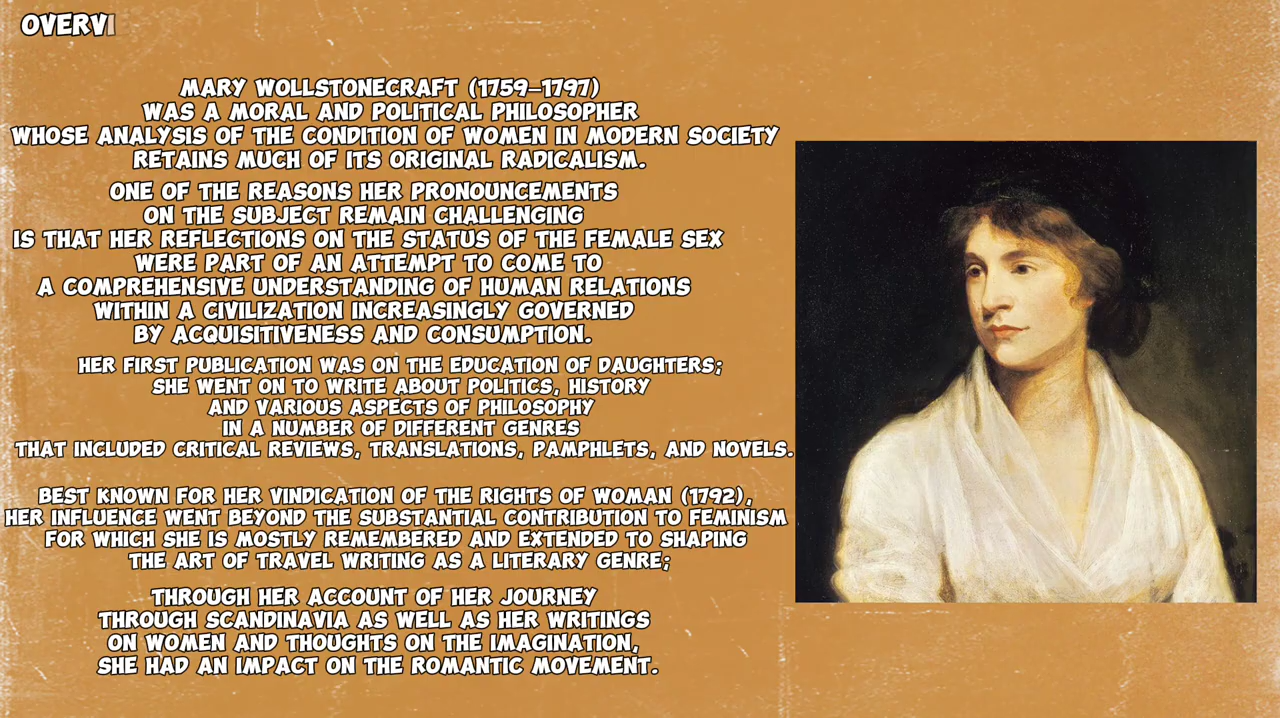 OVERVI
MARY WOLLSTONECRAFT (1759–1797)
WAS A MORAL AND POLITICAL PHILOSOPHER
WHOSE ANALYSIS OF THE CONDITION OF WOMEN IN MODERN SOCIETY
RETAINS MUCH OF ITS ORIGINAL RADICALISM.
ONE OF THE REASONS HER PRONOUNCEMENTS
ON THE SUBJECT REMAIN CHALLENGING
IS THAT HER REFLECTIONS ON THE STATUS OF THE FEMALE SEX
WERE PART OF AN ATTEMPT TO COME TO
A COMPREHENSIVE UNDERSTANDING OF HUMAN RELATIONS
WITHIN A CIVILIZATION INCREASINGLY GOVERNED
BY ACQUISITIVENESS AND CONSUMPTION.
HER FIRST PUBLICATION WAS ON THE EDUCATION OF DAUGHTERS;
SHE WENT ON TO WRITE ABOUT POLITICS, HISTORY
AND VARIOUS ASPECTS OF PHILOSOPHY
IN A NUMBER OF DIFFERENT GENRES
THAT INCLUDED CRITICAL REVIEWS, TRANSLATIONS, PAMPHLETS, AND NOVELS.
BEST KNOWN FOR HER VINDICATION OF THE RIGHTS OF WOMAN (1792),
HER INFLUENCE WENT BEYOND THE SUBSTANTIAL CONTRIBUTION TO FEMINISM
FOR WHICH SHE IS MOSTLY REMEMBERED AND EXTENDED TO SHAPING
THE ART OF TRAVEL WRITING AS A LITERARY GENRE;
THROUGH HER ACCOUNT OF HER JOURNEY
THROUGH SCANDINAVIA AS WELL AS HER WRITINGS
ON WOMEN AND THOUGHTS ON THE IMAGINATION,
SHE HAD AN IMPACT ON THE ROMANTIC MOVEMENT.